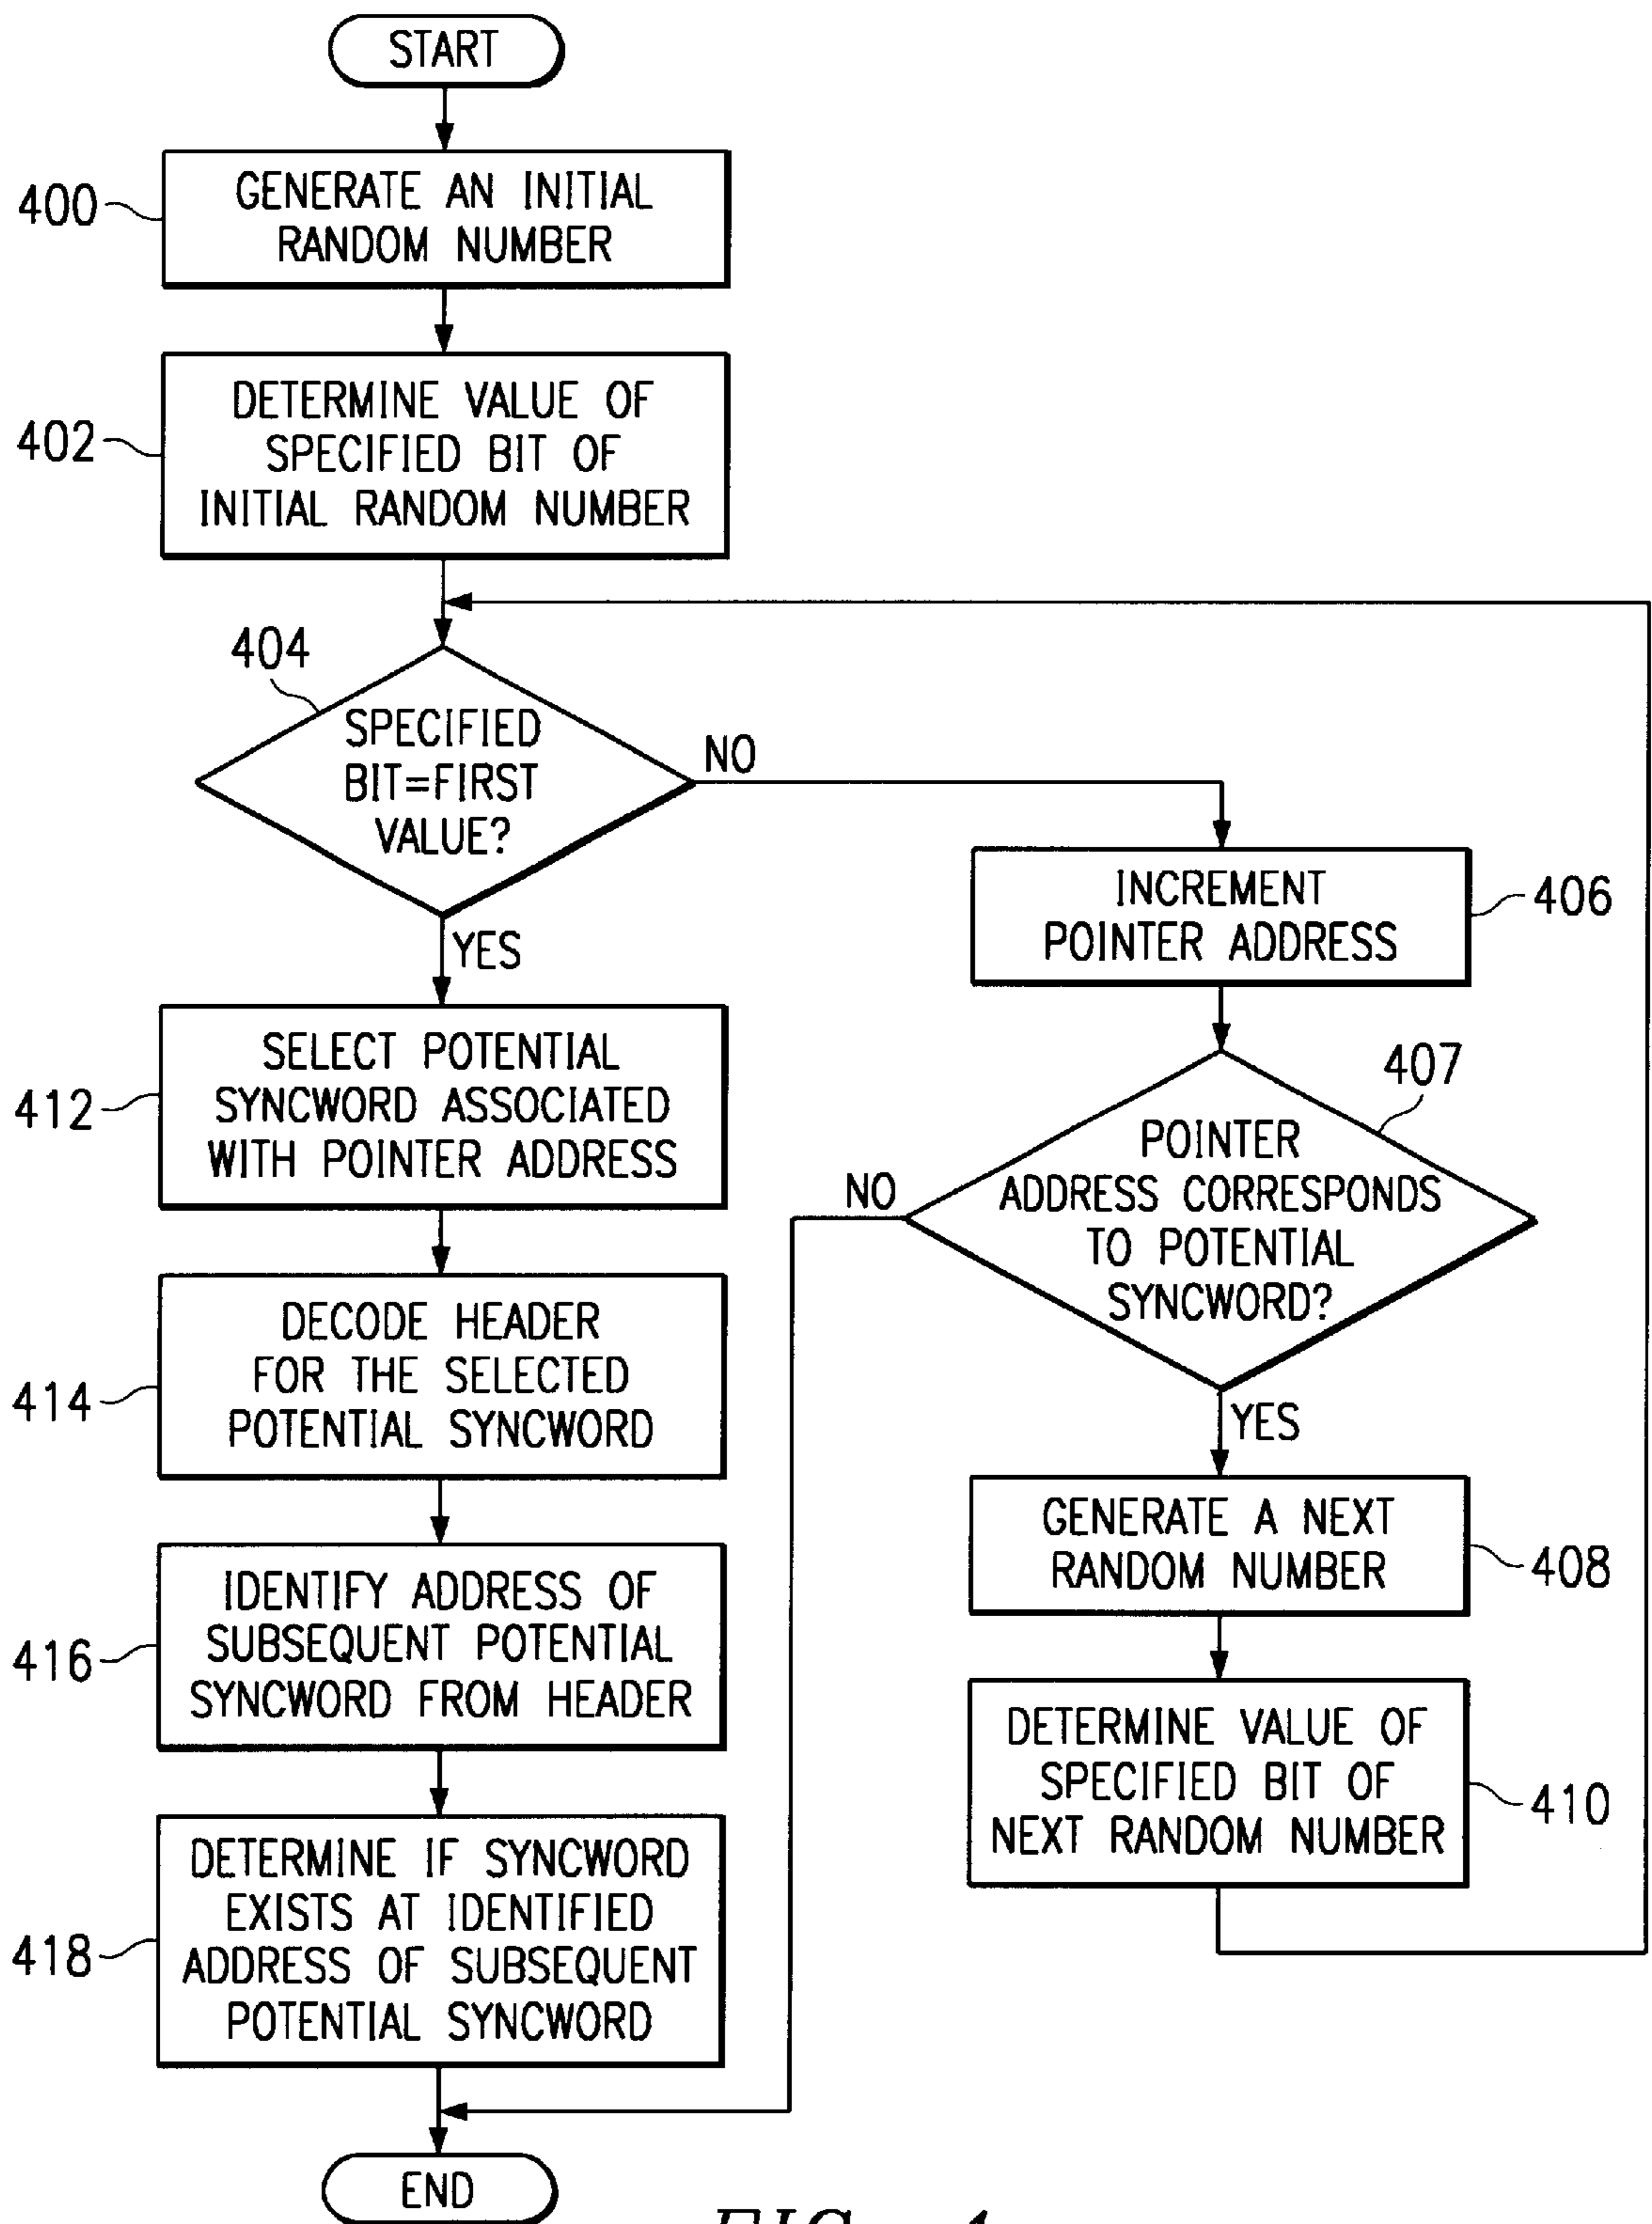 START
400
GENERATE AN INITIAL
RANDOM NUMBER
402
DETERMINE VALUE OF
SPECIFIED BIT OF
INITIAL RANDOM NUMBER
404
SPECIFIED
BIT=FIRST
VALUE?
NO
YES
INCREMENT
POINTER ADDRESS
406
412
SELECT POTENTIAL
SYNCWORD ASSOCIATED
WITH POINTER ADDRESS
407
POINTER
ADDRESS CORRESPONDS
TO POTENTIAL
SYNCWORD?
NO
YES
414
DECODE HEADER
FOR THE SELECTED
POTENTIAL SYNCWORD
GENERATE A NEXT
RANDOM NUMBER
408
416
IDENTIFY ADDRESS OF
SUBSEQUENT POTENTIAL
SYNCWORD FROM HEADER
DETERMINE VALUE OF
SPECIFIED BIT OF
NEXT RANDOM NUMBER
410
418
DETERMINE IF SYNCWORD
EXISTS AT IDENTIFIED
ADDRESS OF SUBSEQUENT
POTENTIAL SYNCWORD
END